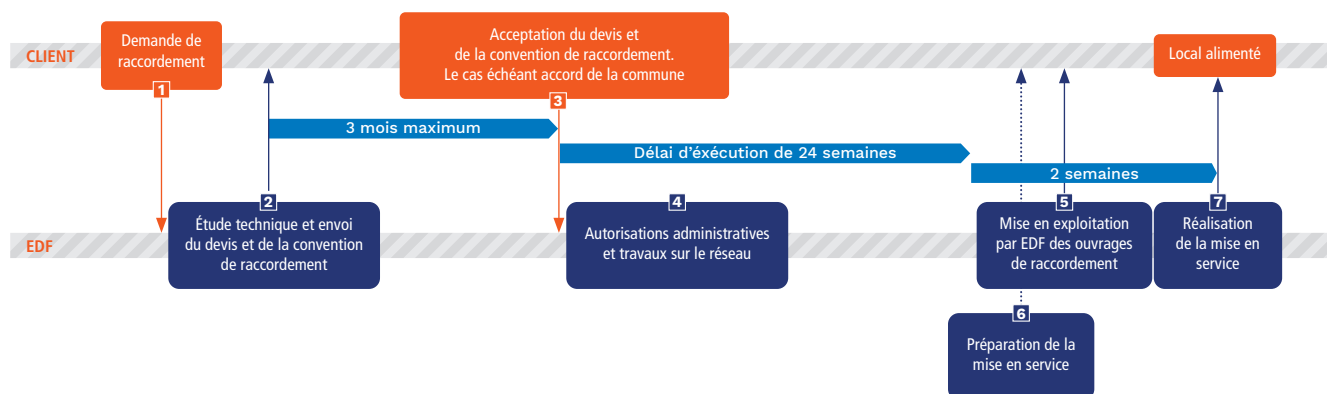 CLIENT
Demande de
raccordement
1
Acceptation du devis et
de la convention de raccordement.
Le cas échéant accord de la commune
3
Local alimenté
3 mois maximum
Délai d'éxécution de 24 semaines
2 semaines
EDF
2
Étude technique et envoi
du devis et de la convention
de raccordement
4
Autorisations administratives
et travaux sur le réseau
5
Mise en exploitation
par EDF des ouvrages
de raccordement
7
Réalisation
de la mise en
service
6
Préparation de la
mise en service